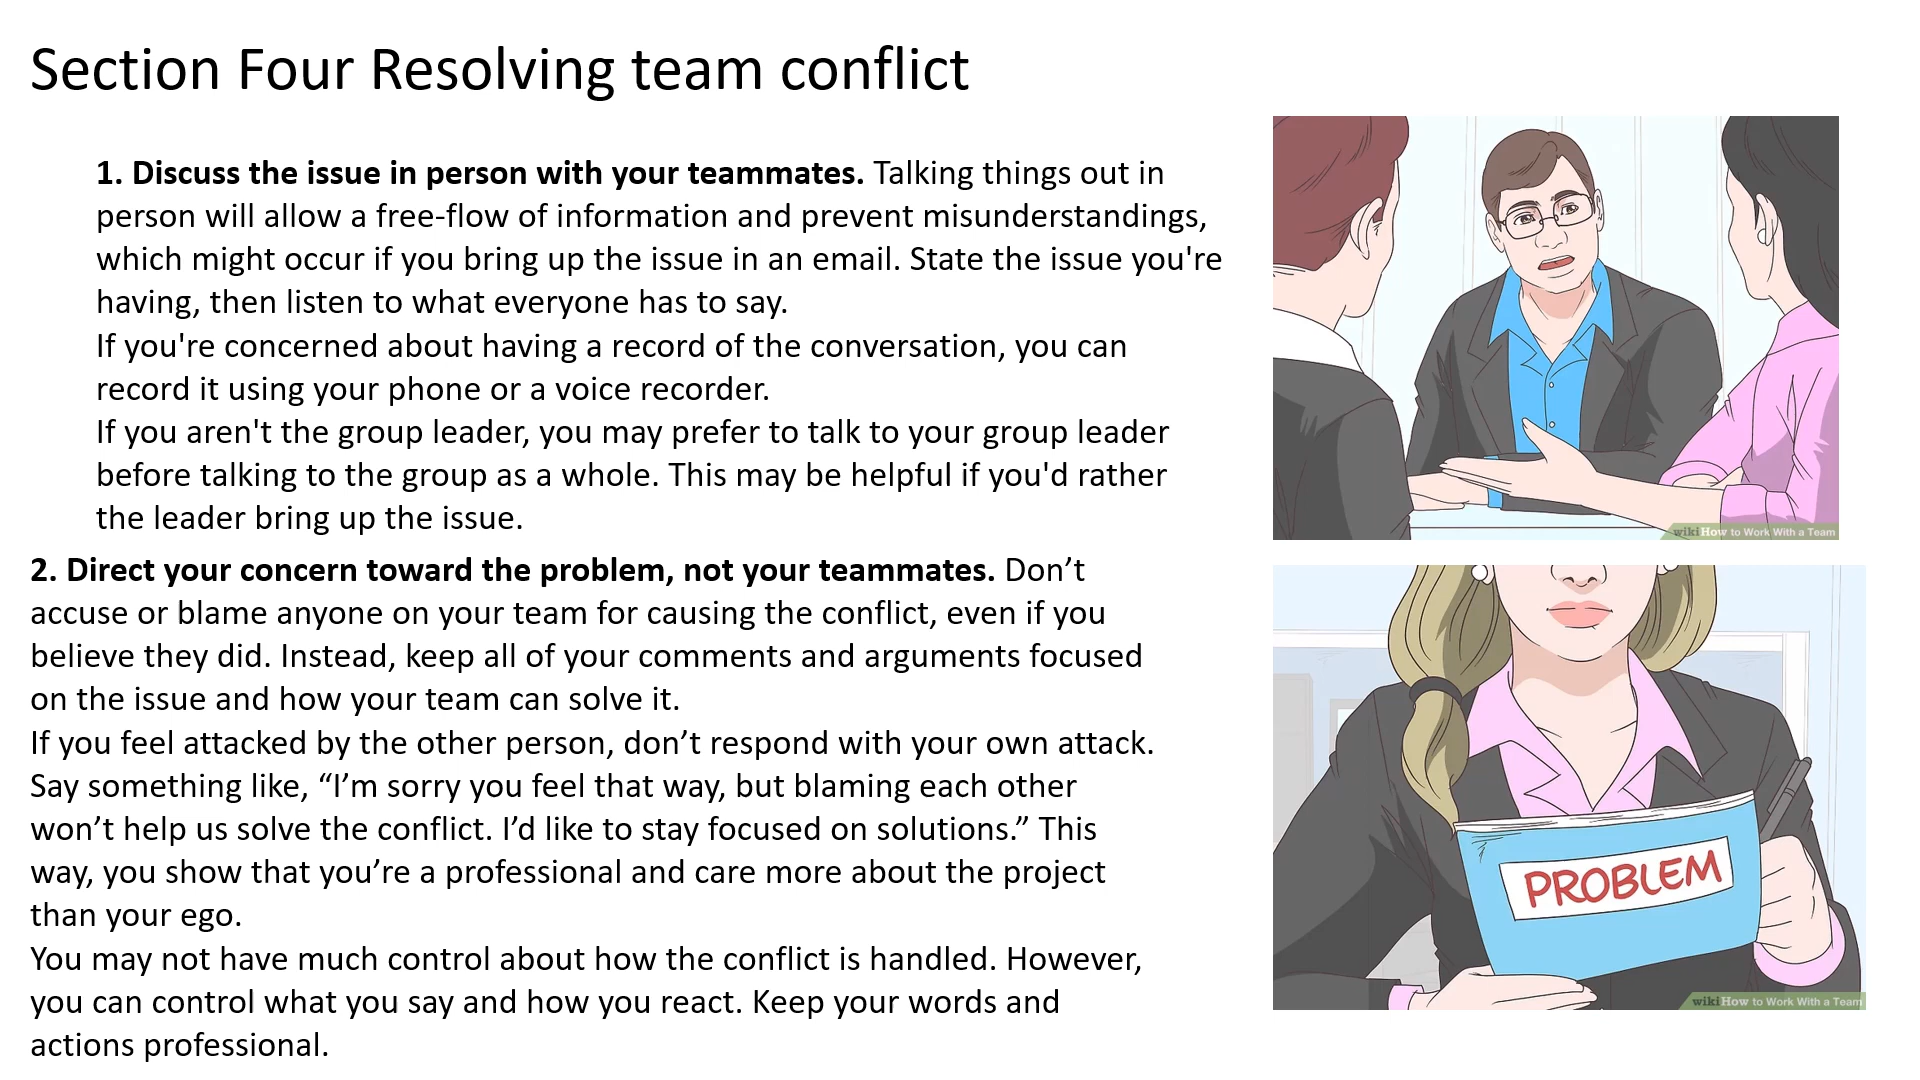 Section Four Resolving team conflict
1. Discuss the issue in person with your teammates. Talking things out in
person will allow a free-flow of information and prevent misunderstandings,
which might occur if you bring up the issue in an email. State the issue you're
having, then listen to what everyone has to say.
If you're concerned about having a record of the conversation, you can
record it using your phone or a voice recorder.
If you aren't the group leader, you may prefer to talk to your group leader
before talking to the group as a whole. This may be helpful if you'd rather
the leader bring up the issue.
wikiHow to Work With a Team
2. Direct your concern toward the problem, not your teammates. Don’t
accuse or blame anyone on your team for causing the conflict, even if you
believe they did. Instead, keep all of your comments and arguments focused
on the issue and how your team can solve it.
If you feel attacked by the other person, don’t respond with your own attack.
Say something like, “I’m sorry you feel that way, but blaming each other
won’t help us solve the conflict. I’d like to stay focused on solutions.” This
way, you show that you’re a professional and care more about the project
than your ego.
You may not have much control about how the conflict is handled. However,
you can control what you say and how you react. Keep your words and
actions professional.
PROBLEM
wikiHow to Work With a Team